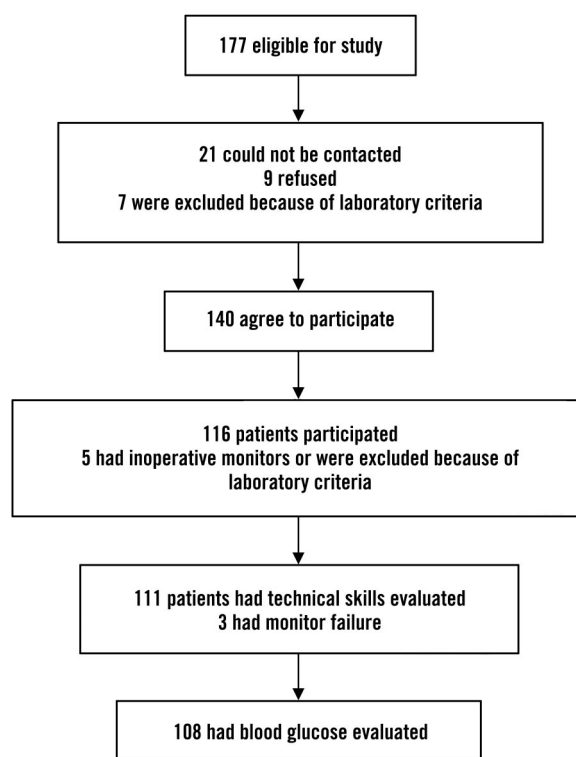 177 eligible for study
21 could not be contacted
9 refused
7 were excluded because of laboratory criteria
140 agree to participate
116 patients participated
5 had inoperative monitors or were excluded because of
laboratory criteria
111 patients had technical skills evaluated
3 had monitor failure
108 had blood glucose evaluated